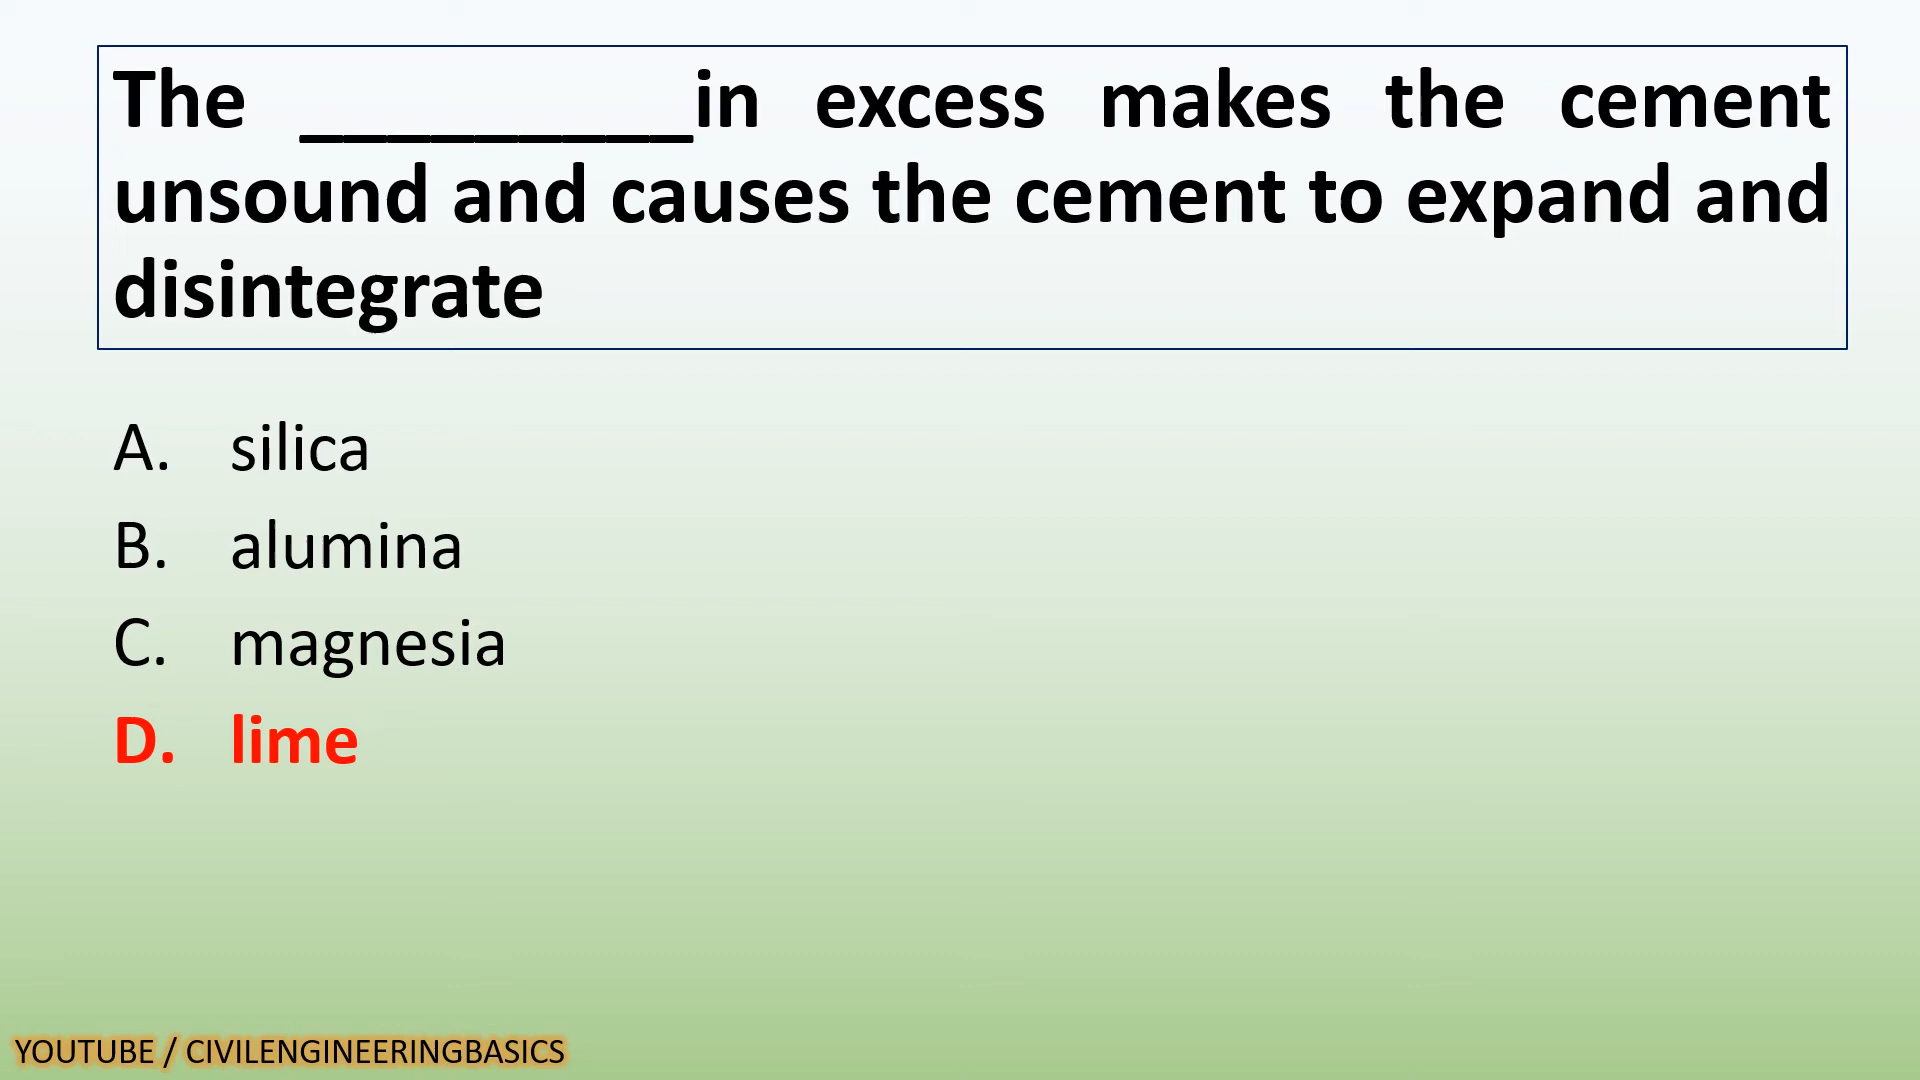 The _________in excess makes the cement
unsound and causes the cement to expand and
disintegrate
A. silica
B. alumina
C. magnesia
D. lime
YOUTUBE / CIVILENGINEERINGBASICS